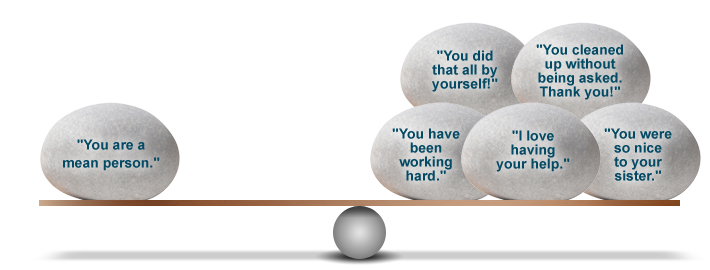 "You are a
mean person."
"You did
that all by
yourself!"
"You cleaned
up without
being asked.
Thank you!"
"You have
been
working
hard."
"I love
having
your help."
"You were
so nice
to your
sister."